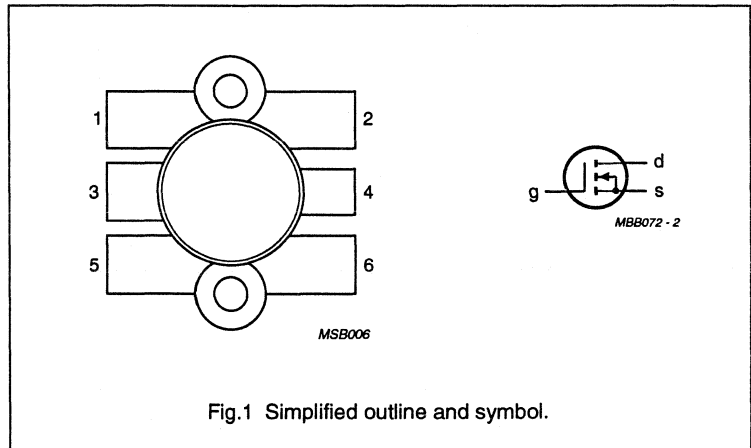 1
2
3
4
5
6
MSB006
g
d
s
MBB072 - 2
Fig.1 Simplified outline and symbol.